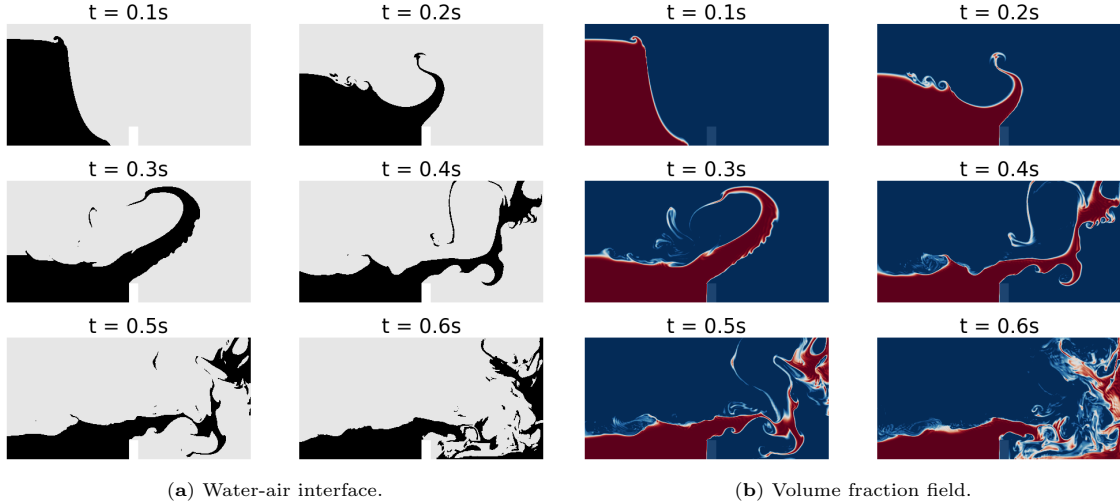 t = 0.1s
t = 0.2s
t = 0.1s
t = 0.2s
t = 0.3s
t = 0.4s
t = 0.3s
t = 0.4s
t = 0.5s
t = 0.6s
t = 0.5s
t = 0.6s
(a) Water-air interface.
(b) Volume fraction field.